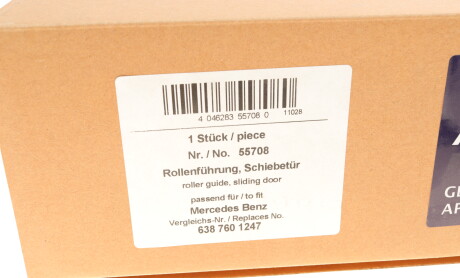 4 046283 55708 0 11028
1 Stück / piece
Nr. / No. 55708
Rollenführung, Schiebetür
roller guide, sliding door
passend für / to fit
Mercedes Benz
Vergleichs-Nr. / Replaces No.
638 760 1247